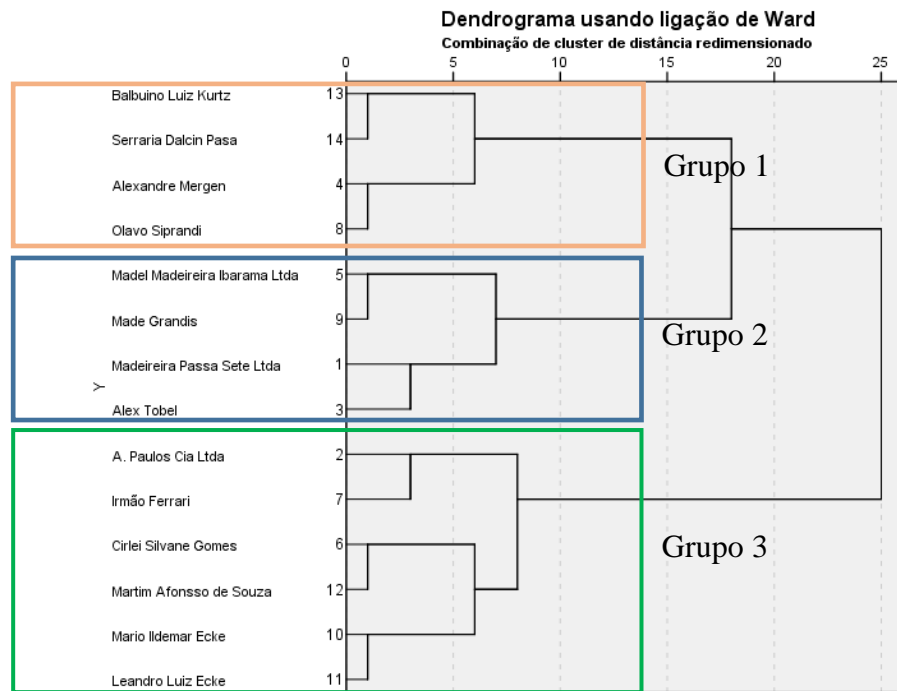 Dendrograma usando ligação de Ward
Combinação de cluster de distância redimensionado
0 5 10 15 20 25
Balbuino Luiz Kurtz 13
Serraria Dalcin Pasa 14
Grupo 1
Alexandre Mergen 4
Olavo Siprandi 8
Madel Madeireira Ibarama Ltda 5
Made Grandis 9
Grupo 2
Madeireira Passa Sete Ltda 1
Y
Alex Tobel 3
A. Paulos Cia Ltda 2
Irmão Ferrari 7
Cirlei Silvane Gomes 6
Grupo 3
Martim Afonsso de Souza 12
Mario Ildemar Ecke 10
Leandro Luiz Ecke 11